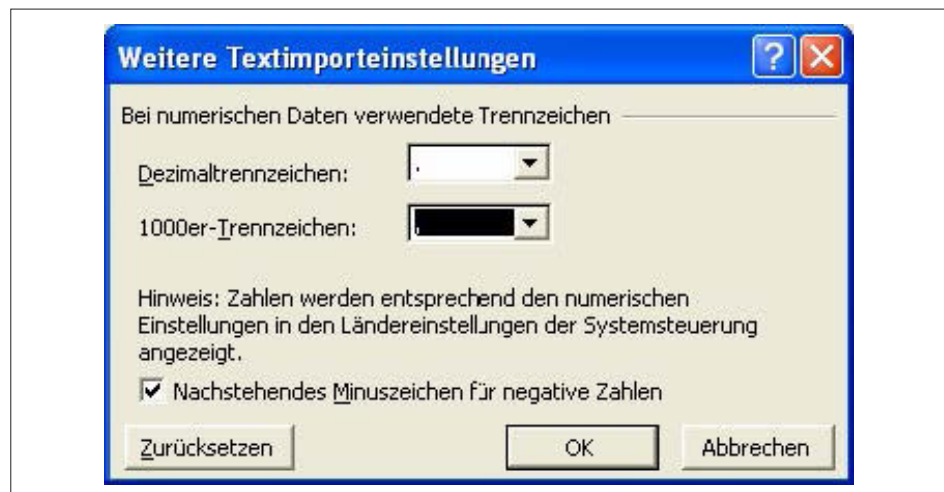 Weitere Textimporteinstellungen
Bei numerischen Daten verwendete Trennzeichen
Dezimaltrennzeichen: .
1000er-Trennzeichen: ,
Hinweis: Zahlen werden entsprechend den numerischen
Einstellungen in den Ländereinstellungen der Systemsteuerung
angezeigt.
Nachstehendes Minuszeichen für negative Zahlen
Zurücksetzen OK Abbrechen